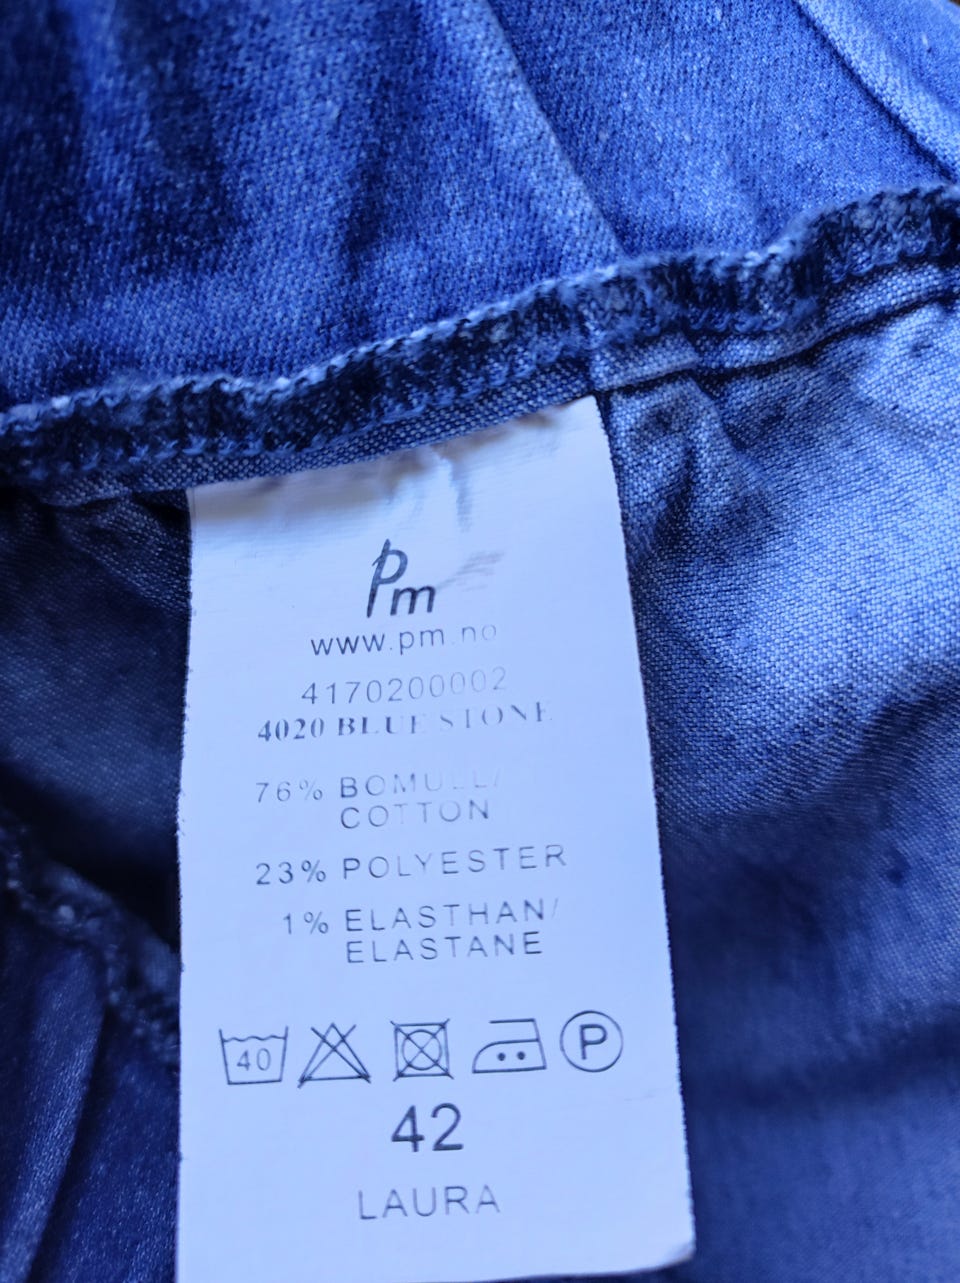 Pm
www.pm.no
4170200002
4020 BLUE STONE
76% BOMULL/
COTTON
23% POLYESTER
1% ELASTHAN/
ELASTANE
40 P
42
LAURA